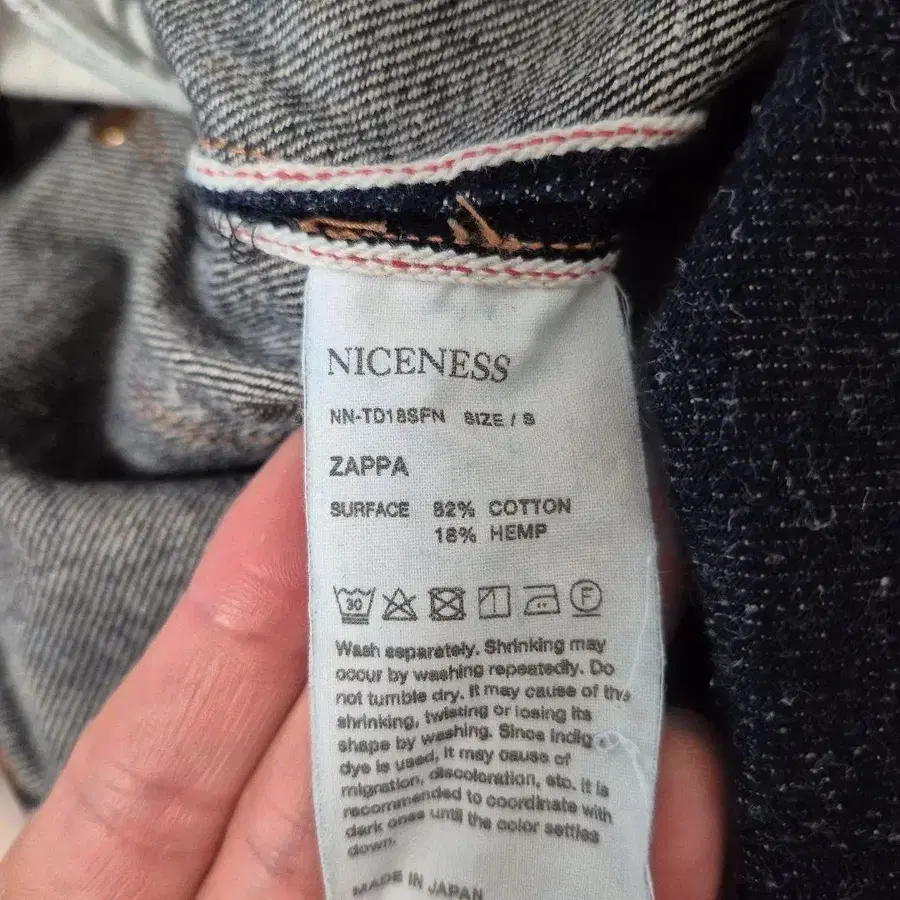 NICENESS
NN-TD18SFN SIZE / S
ZAPPA
SURFACE 82% COTTON
18% HEMP
30 F
Wash separately. Shrinking may
occur by washing repeatedly. Do
not tumble dry. It may cause of the
shrinking, twisting or losing its
shape by washing. Since indig
dye is used, it may cause of
migration, discoloration, etc. it is
recommended to coordinate with
dark ones until the color settles
down.
MADE IN JAPAN